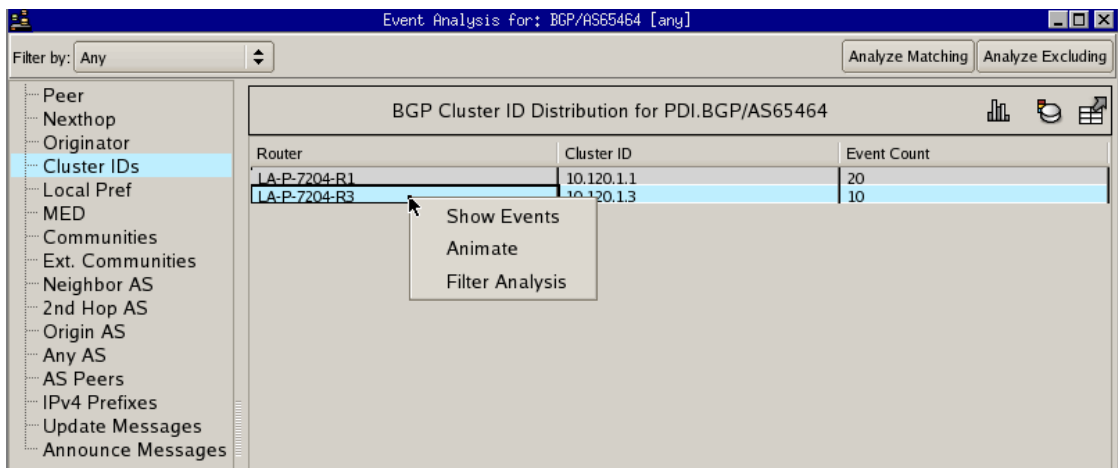 Event Analysis for: BGP/AS65464 [any]
Filter by: Any
Analyze Matching
Analyze Excluding
Peer
Nexthop
Originator
Cluster IDs
Local Pref
MED
Communities
Ext. Communities
Neighbor AS
2nd Hop AS
Origin AS
Any AS
AS Peers
IPv4 Prefixes
Update Messages
Announce Messages
BGP Cluster ID Distribution for PDI.BGP/AS65464
Router Cluster ID Event Count
LA-P-7204-R1 10.120.1.1 20
LA-P-7204-R3 10.120.1.3 10
Show Events
Animate
Filter Analysis